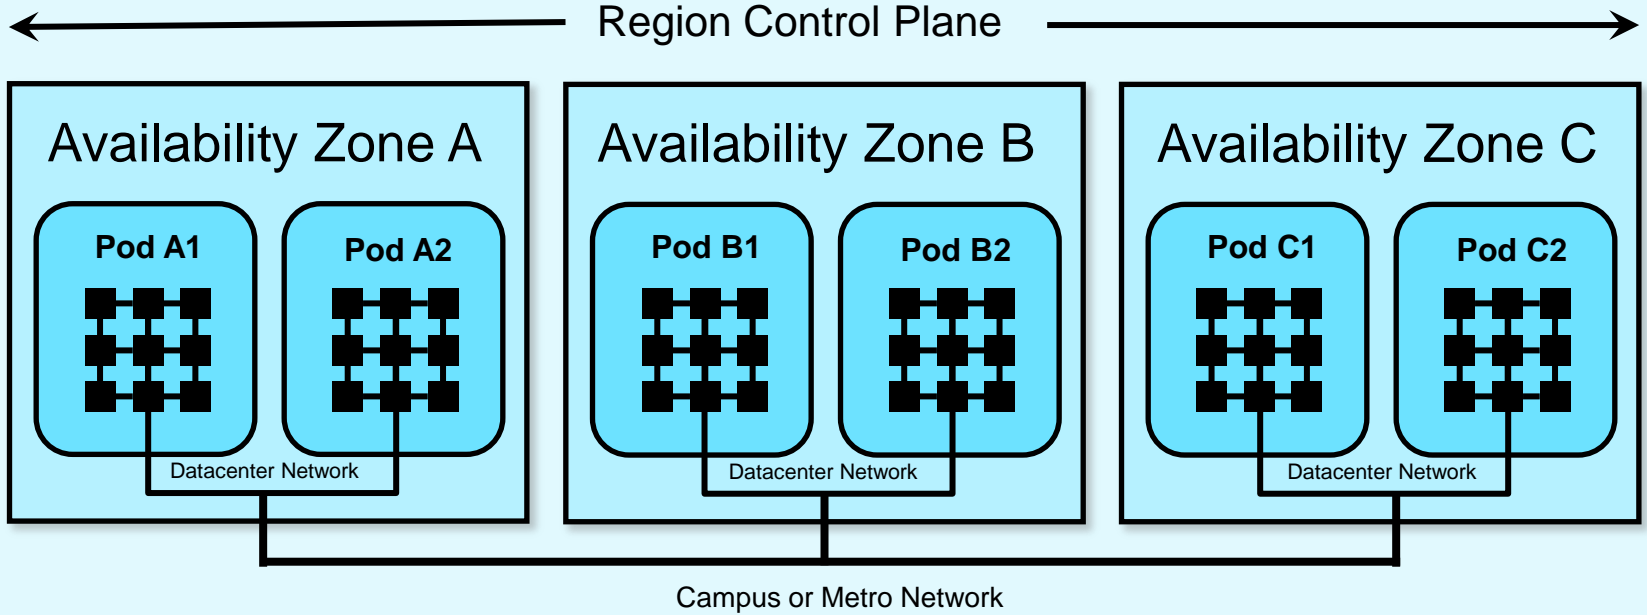 Region Control Plane
Availability Zone A
Availability Zone B
Availability Zone C
Pod A1
Pod A2
Pod B1
Pod B2
Pod C1
Pod C2
Datacenter Network
Datacenter Network
Datacenter Network
Campus or Metro Network